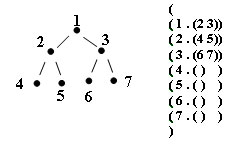 1
2 3
4 5 6 7
(
( 1 . (2 3))
( 2 . (4 5))
( 3 . (6 7))
( 4 . ( ) )
( 5 . ( ) )
( 6 . ( ) )
( 7 . ( ) )
)